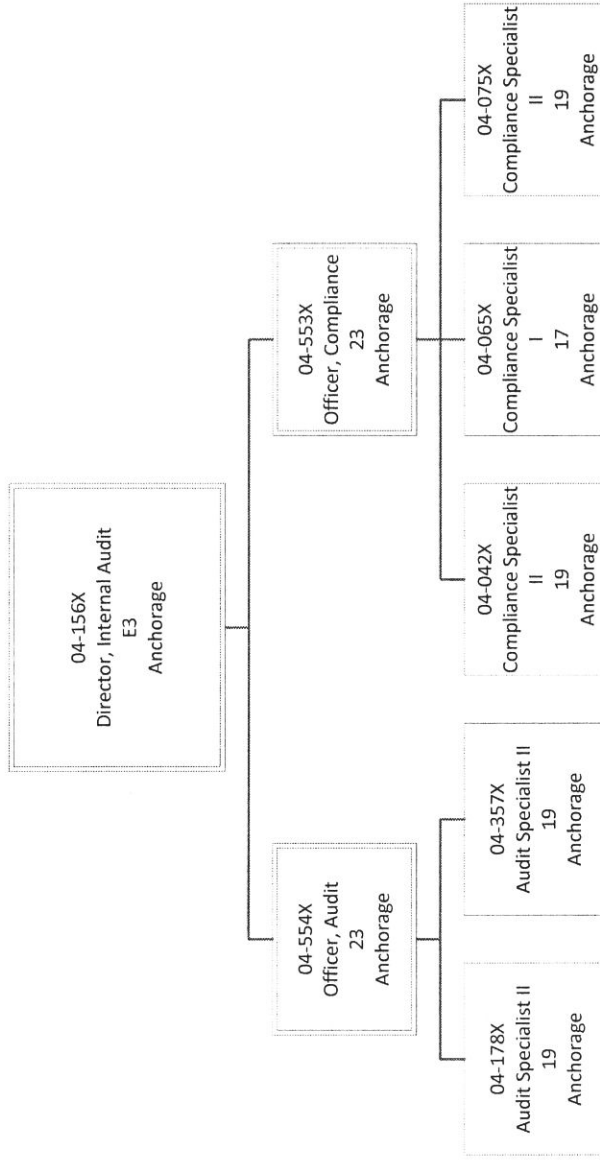 04-156X
Director, Internal Audit
E3
Anchorage
04-554X
Officer, Audit
23
Anchorage
04-553X
Officer, Compliance
23
Anchorage
04-178X
Audit Specialist II
19
Anchorage
04-357X
Audit Specialist II
19
Anchorage
04-042X
Compliance Specialist
II
19
Anchorage
04-065X
Compliance Specialist
I
17
Anchorage
04-075X
Compliance Specialist
II
19
Anchorage